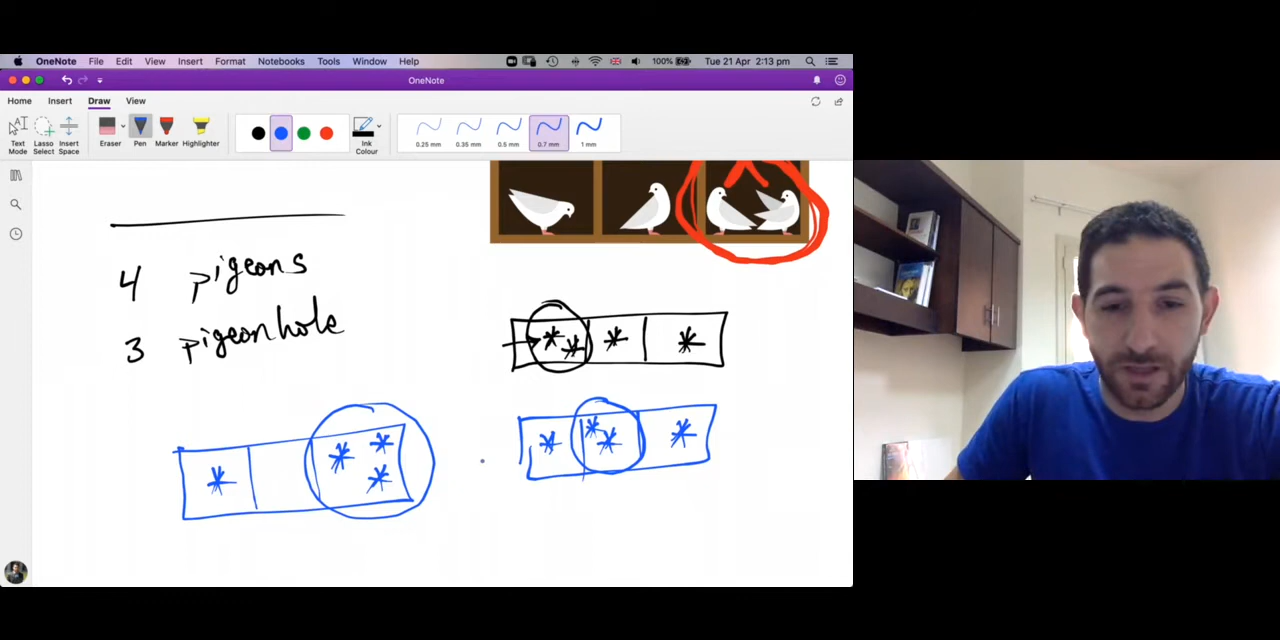 OneNote File Edit View Insert Format Notebooks Tools Window Help 100% Tue 21 Apr 2:13 pm
OneNote
Home Insert Draw View
Text Mode Lasso Select Insert Space Eraser Pen Marker Highlighter Ink Colour 0.25 mm 0.35 mm 0.5 mm 0.7 mm 1 mm
4 pigeons
3 pigeonhole